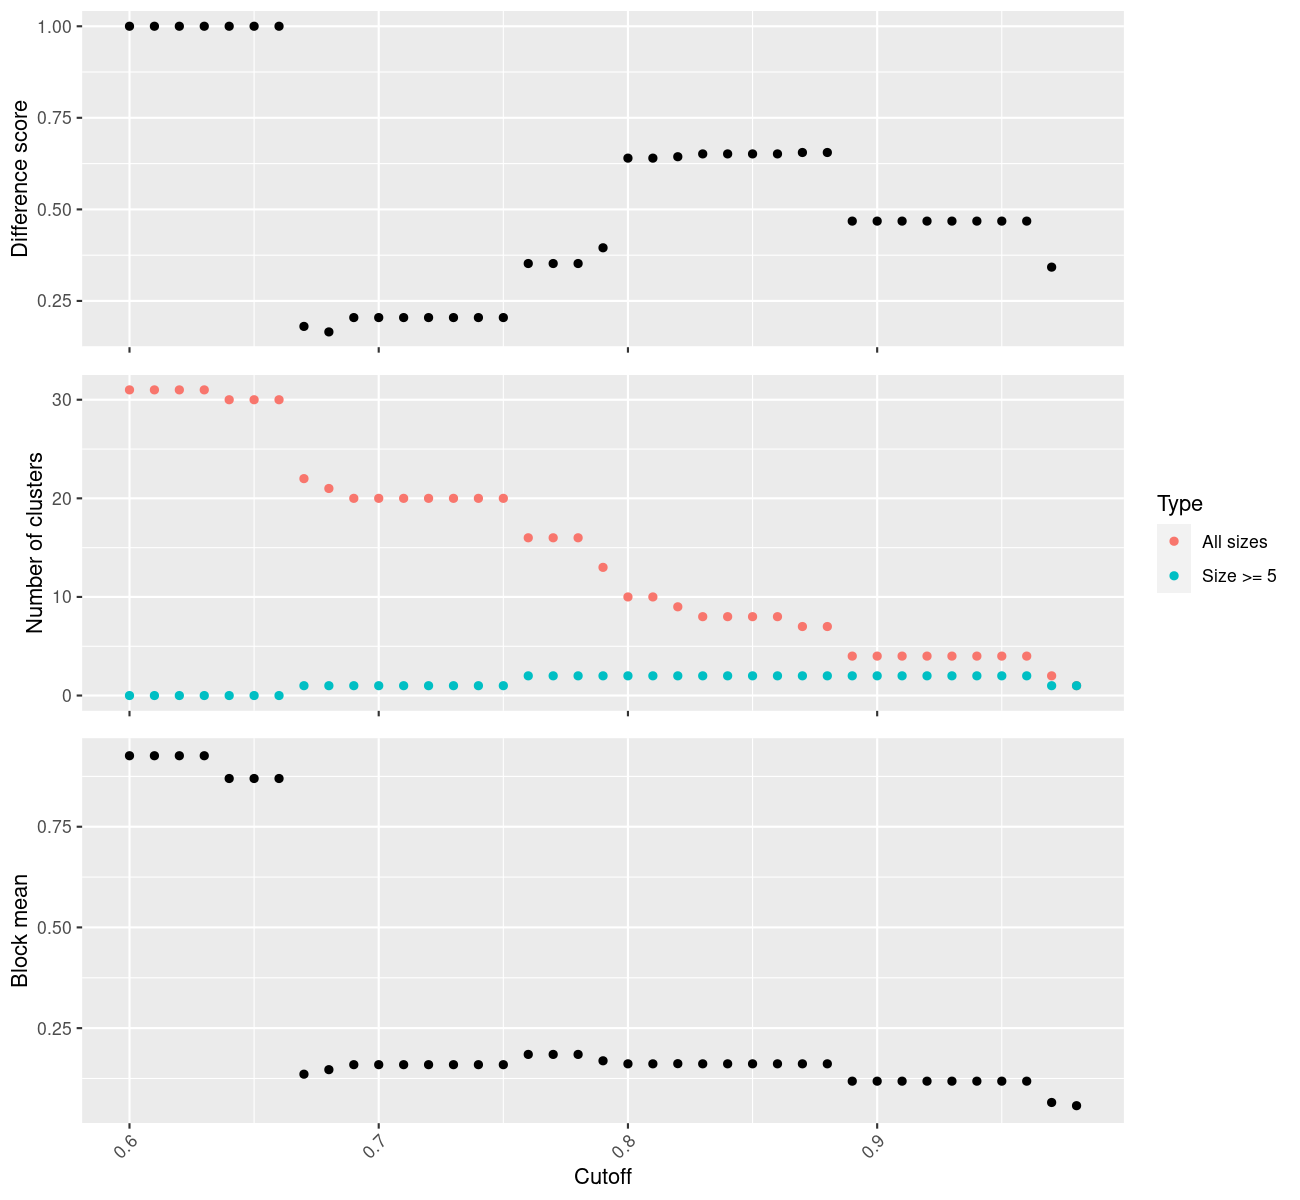 Difference score
1.00
0.75
0.50
0.25
Number of clusters
30
20
10
0
Type
All sizes
Size >= 5
Block mean
0.75
0.50
0.25
0.6
0.7
0.8
0.9
Cutoff